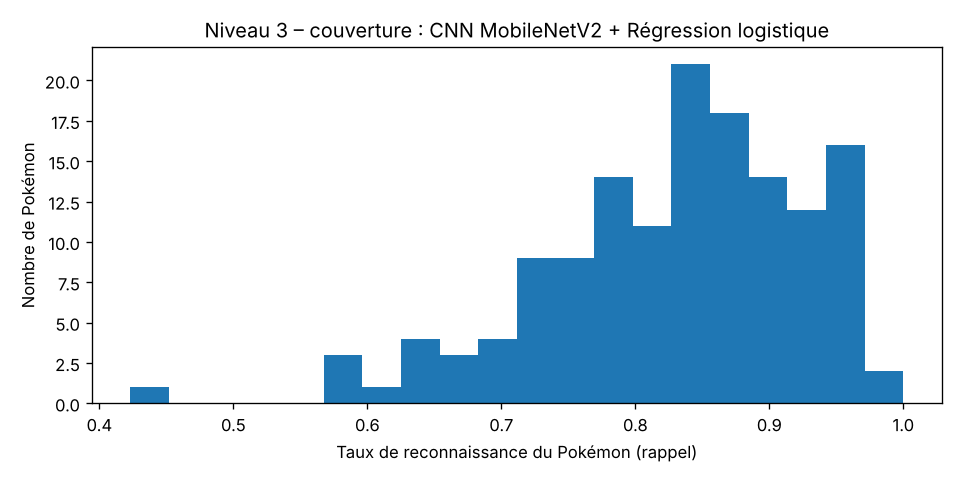 Niveau 3 – couverture : CNN MobileNetV2 + Régression logistique
Nombre de Pokémon
20.0
17.5
15.0
12.5
10.0
7.5
5.0
2.5
0.0
0.4 0.5 0.6 0.7 0.8 0.9 1.0
Taux de reconnaissance du Pokémon (rappel)